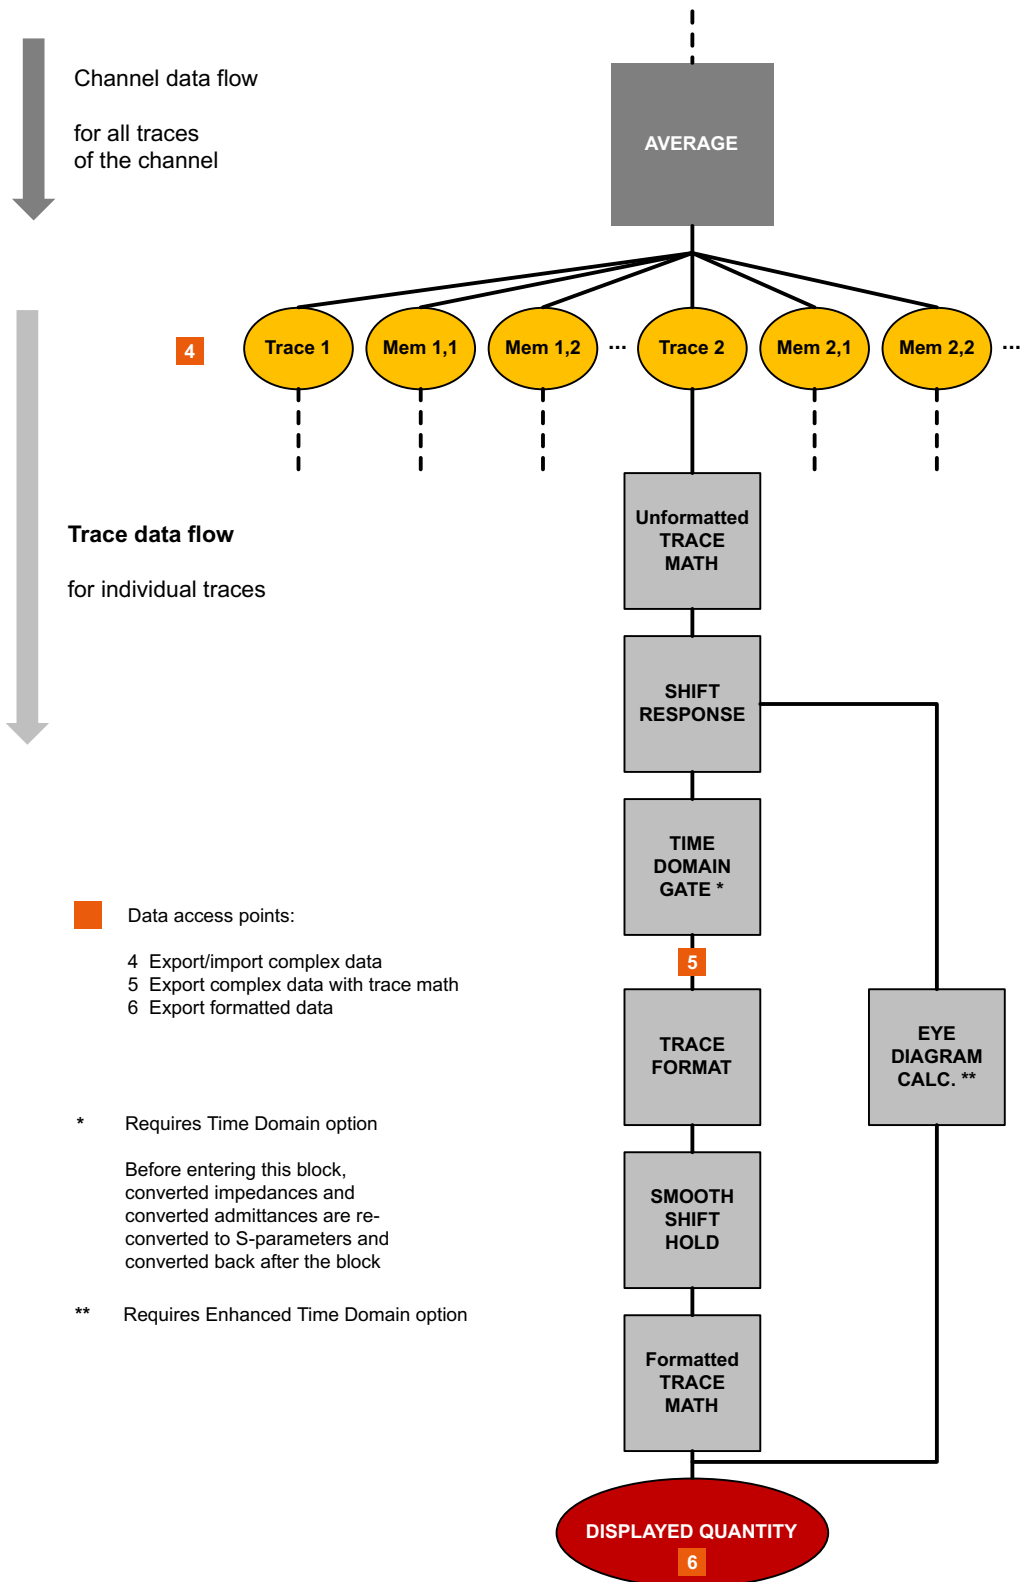 Channel data flow
for all traces
of the channel
AVERAGE
4
Trace 1
Mem 1,1
Mem 1,2
...
Trace 2
Mem 2,1
Mem 2,2
...
Unformatted
TRACE
MATH
Trace data flow
for individual traces
SHIFT
RESPONSE
TIME
DOMAIN
GATE *
5
Data access points:
4 Export/import complex data
5 Export complex data with trace math
6 Export formatted data
TRACE
FORMAT
EYE
DIAGRAM
CALC. **
* Requires Time Domain option
Before entering this block,
converted impedances and
converted admittances are re-
converted to S-parameters and
converted back after the block
** Requires Enhanced Time Domain option
SMOOTH
SHIFT
HOLD
Formatted
TRACE
MATH
DISPLAYED QUANTITY
6